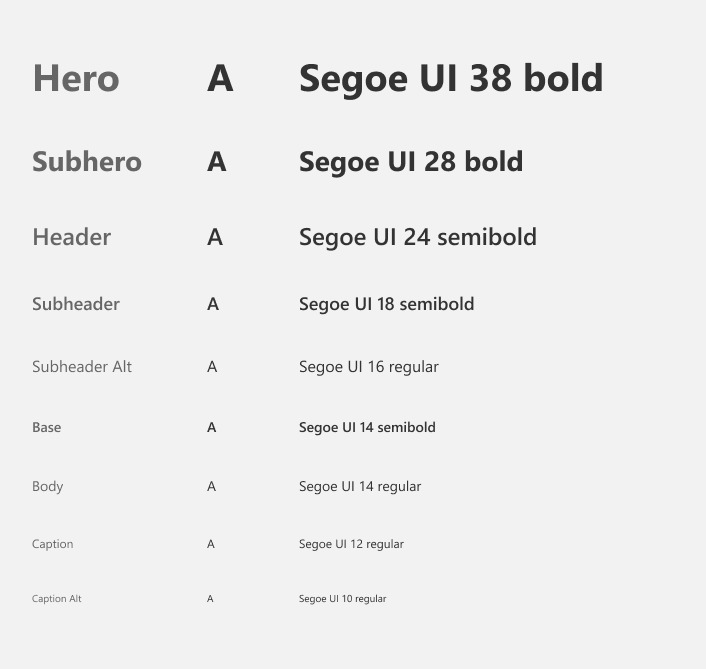 Hero A Segoe UI 38 bold
Subhero A Segoe UI 28 bold
Header A Segoe UI 24 semibold
Subheader A Segoe UI 18 semibold
Subheader Alt A Segoe UI 16 regular
Base A Segoe UI 14 semibold
Body A Segoe UI 14 regular
Caption A Segoe UI 12 regular
Caption Alt A Segoe UI 10 regular